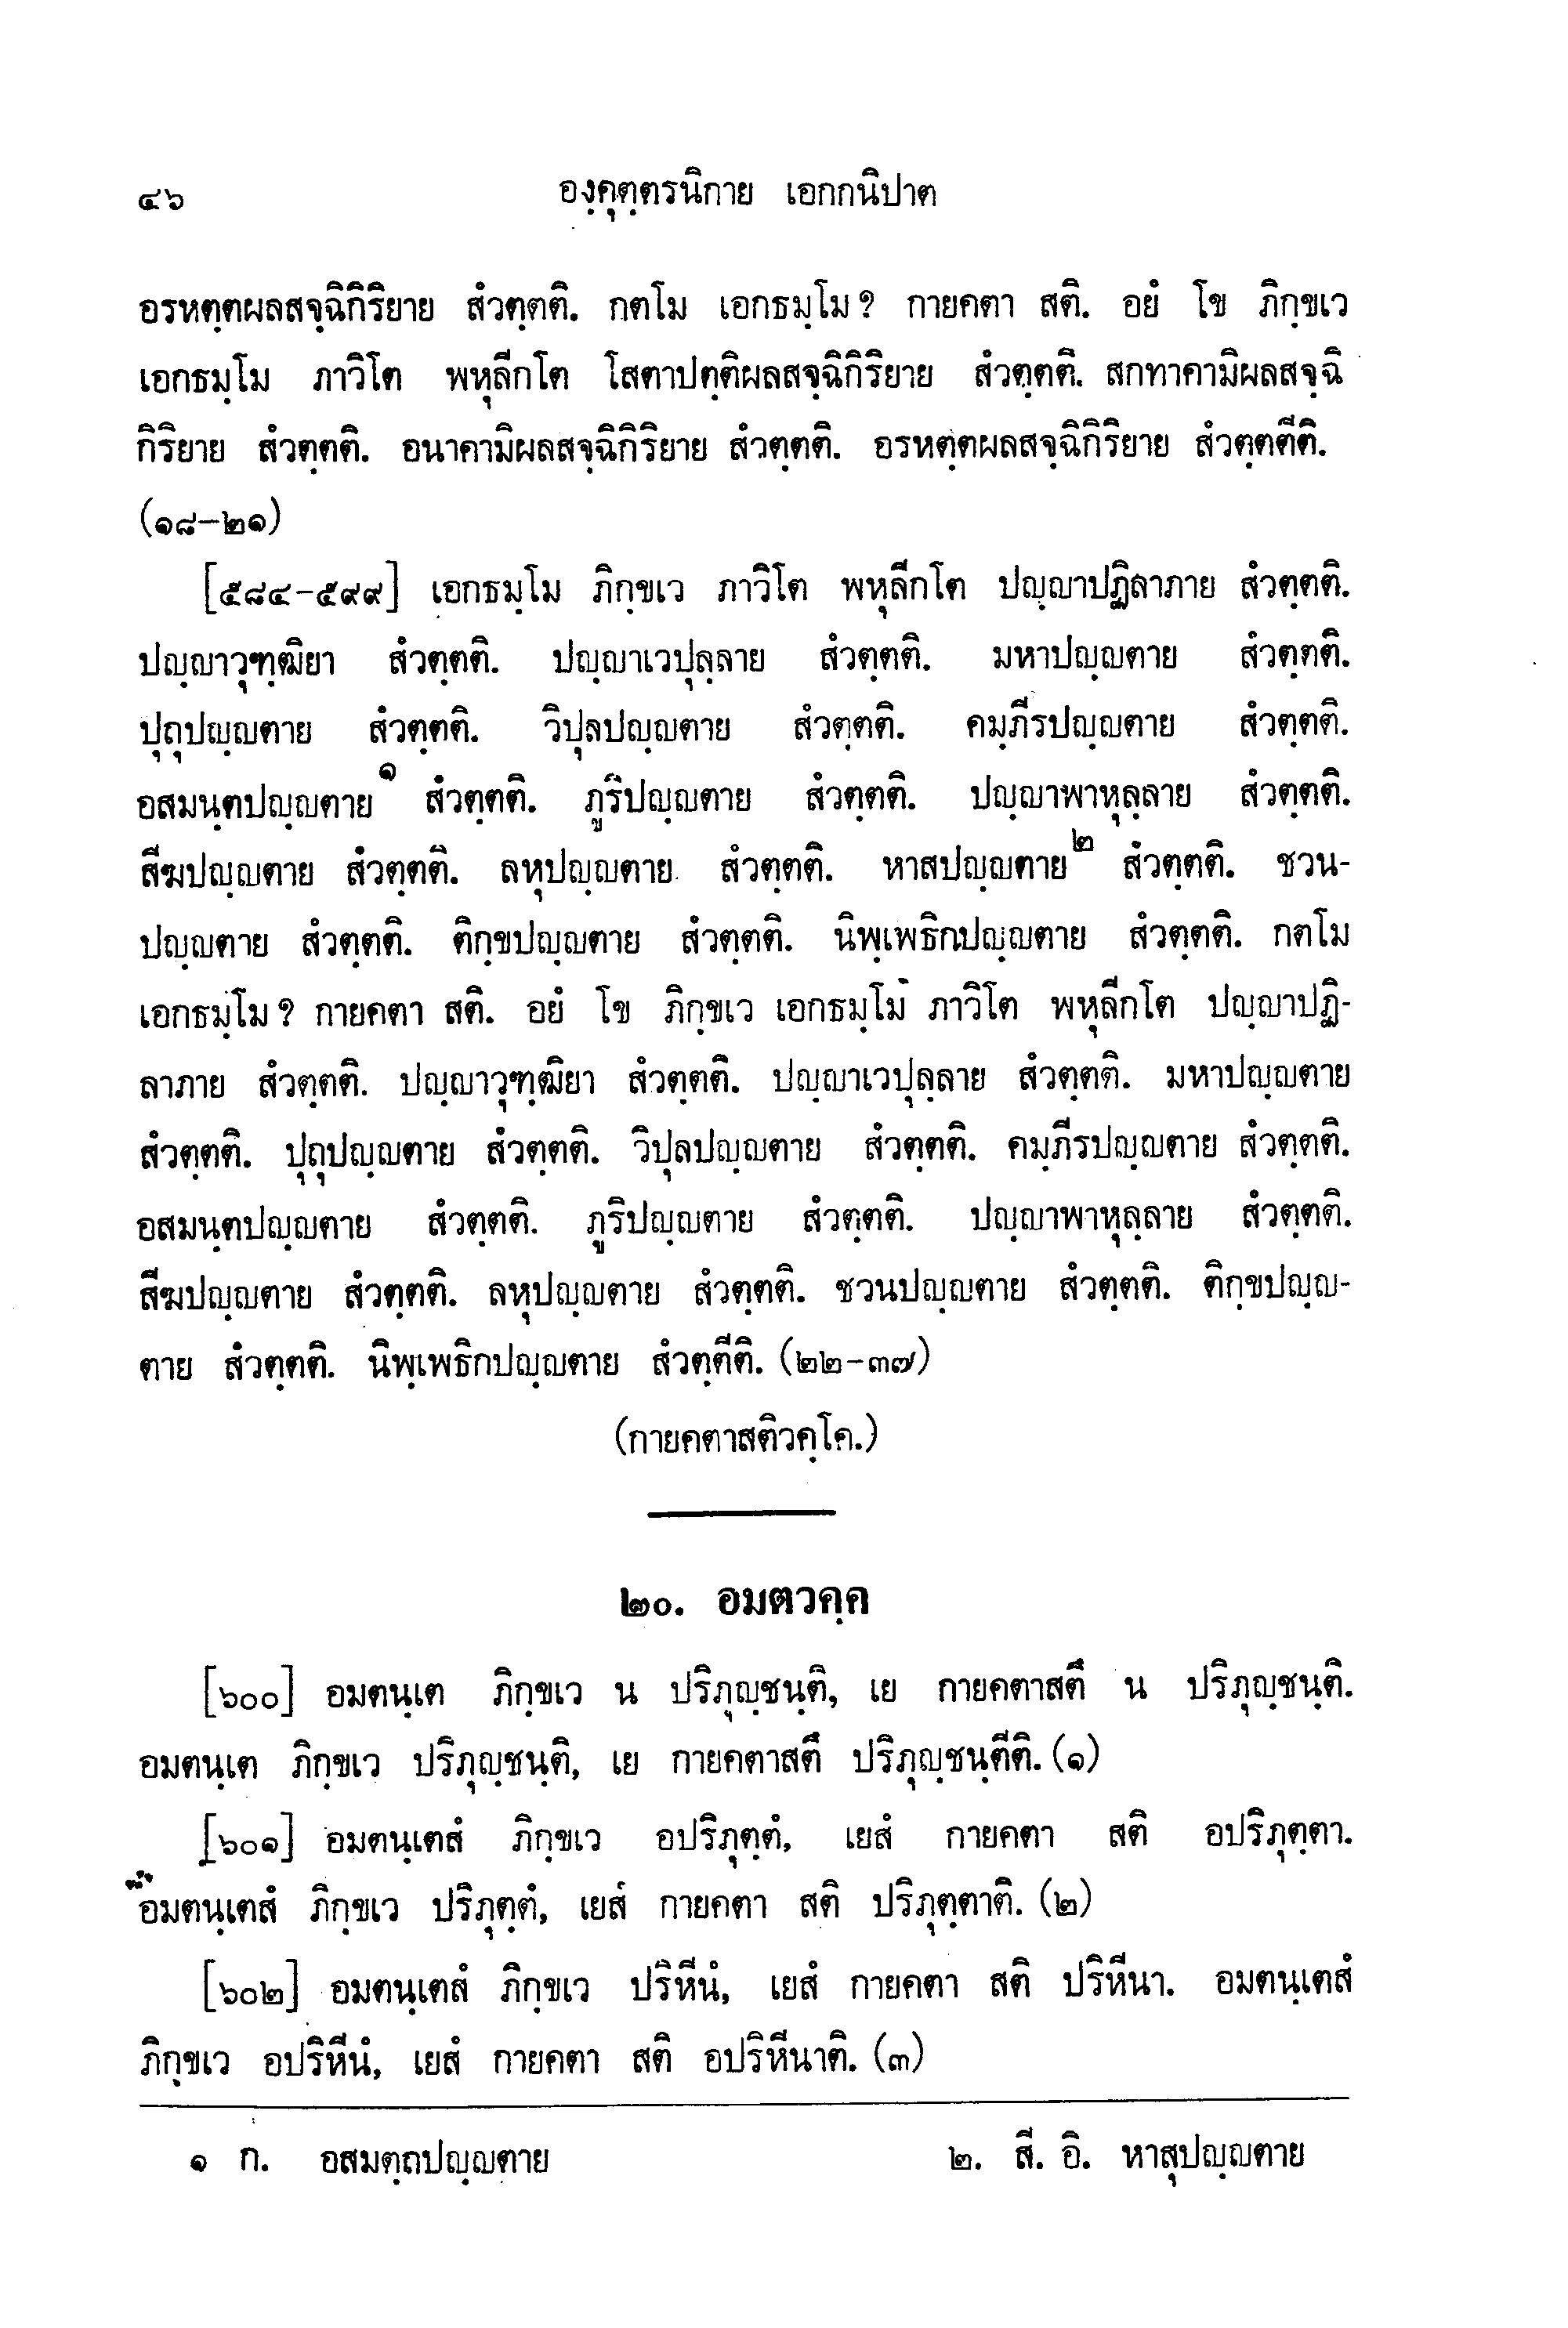 ๔๖ องฺคุตฺตรนิกาย เอกกนิปาต
อรหตฺตผลสจฺฉิกิริยาย สํวตฺตติ. กตโม เอกธมฺโม? กายคตา สติ. อยํ โข ภิกฺขเว
เอกธมฺโม ภาวิโต พหุลีกโต โสตาปตฺติผลสจฺฉิกิริยาย สํวตฺตติ. สกทาคามิผลสจฺฉิ
กิริยาย สํวตฺตติ. อนาคามิผลสจฺฉิกิริยาย สํวตฺตติ. อรหตฺตผลสจฺฉิกิริยาย สํวตฺตตีติ.
(๑๘-๒๑)
[๕๘๔-๕๙๙] เอกธมฺโม ภิกฺขเว ภาวิโต พหุลีกโต ปญฺญาปฏิลาภาย สํวตฺตติ.
ปญฺญาวุฑฺฒิยา สํวตฺตติ. ปญฺญาเวปุลฺลาย สํวตฺตติ. มหาปญฺญตาย สํวตฺตติ.
ปุถุปญฺญตาย สํวตฺตติ. วิปุลปญฺญตาย สํวตฺตติ. คมฺภีรปญฺญตาย สํวตฺตติ.
อสมนฺตปญฺญตาย๑ สํวตฺตติ. ภูริปญฺญตาย สํวตฺตติ. ปญฺญาพาหุลฺลาย สํวตฺตติ.
สีฆปญฺญตาย สํวตฺตติ. ลหุปญฺญตาย สํวตฺตติ. หาสปญฺญตาย๒ สํวตฺตติ. ชวน-
ปญฺญตาย สํวตฺตติ. ติกฺขปญฺญตาย สํวตฺตติ. นิพฺเพธิกปญฺญตาย สํวตฺตติ. กตโม
เอกธมฺโม? กายคตา สติ. อยํ โข ภิกฺขเว เอกธมฺโม ภาวิโต พหุลีกโต ปญฺญาปฏิ-
ลาภาย สํวตฺตติ. ปญฺญาวุฑฺฒิยา สํวตฺตติ. ปญฺญาเวปุลฺลาย สํวตฺตติ. มหาปญฺญตาย
สํวตฺตติ. ปุถุปญฺญตาย สํวตฺตติ. วิปุลปญฺญตาย สํวตฺตติ. คมฺภีรปญฺญตาย สํวตฺตติ.
อสมนฺตปญฺญตาย สํวตฺตติ. ภูริปญฺญตาย สํวตฺตติ. ปญฺญาพาหุลฺลาย สํวตฺตติ.
สีฆปญฺญตาย สํวตฺตติ. ลหุปญฺญตาย สํวตฺตติ. ชวนปญฺญตาย สํวตฺตติ. ติกฺขปญฺญ-
ตาย สํวตฺตติ. นิพฺเพธิกปญฺญตาย สํวตฺตีติ. (๒๒-๓๗)
(กายคตาสติวคฺโค.)
๒๐. อมตวคฺค
[๖๐๐] อมตนฺเต ภิกฺขเว น ปริภุญฺชนฺติ, เย กายคตาสตึ น ปริภุญฺชนฺติ.
อมตนฺเต ภิกฺขเว ปริภุญฺชนฺติ, เย กายคตาสตึ ปริภุญฺชนฺตีติ. (๑)
[๖๐๑] อมตนฺเตสํ ภิกฺขเว อปริภุตฺตํ, เยสํ กายคตา สติ อปริภุตฺตา.
อมตนฺเตสํ ภิกฺขเว ปริภุตฺตํ, เยสํ กายคตา สติ ปริภุตฺตาติ. (๒)
[๖๐๒] อมตนฺเตสํ ภิกฺขเว ปริหีนํ, เยสํ กายคตา สติ ปริหีนา. อมตนฺเตสํ
ภิกฺขเว อปริหีนํ, เยสํ กายคตา สติ อปริหีนาติ. (๓)
๑ ก. อสมตฺถปญฺญตาย ๒. สี. อิ. หาสุปญฺญตาย